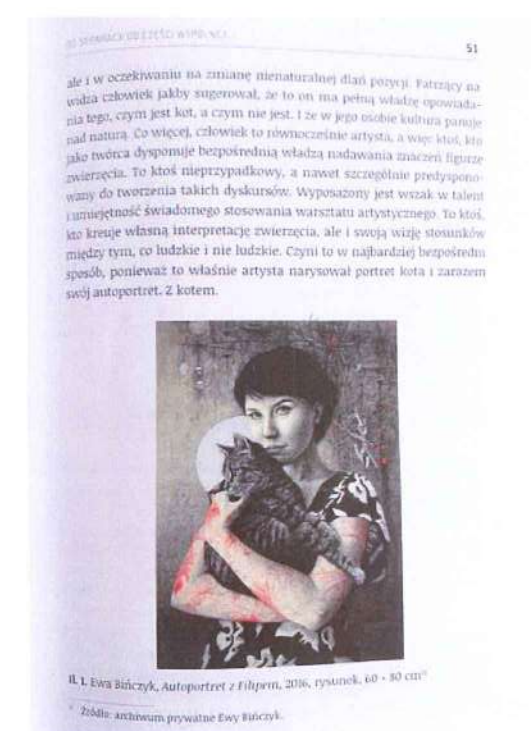 51
ale i w oczekiwaniu na zmianę nienaturalnej dlań pozycji. Patrzący na
widza człowiek jakby sugerował, że to on ma pełną władzę opowiada-
nia tego, czym jest kot, a czym nie jest. I że w jego osobie kultura panuje
nad naturą. Co więcej, człowiek to równocześnie artysta, a więc ktoś, kto
jako twórca dysponuje bezpośrednią władzą nadawania znaczeń figurze
zwierzęcia. To ktoś nieprzypadkowy, a nawet szczególnie predyspono-
wany do tworzenia takich dyskursów. Wyposażony jest wszak w talent
i umiejętność świadomego stosowania warsztatu artystycznego. To ktoś,
kto kreuje własną interpretację zwierzęcia, ale i swoją wizję stosunków
między tym, co ludzkie i nie ludzkie. Czyni to w najbardziej bezpośredni
sposób, ponieważ to właśnie artysta narysował portret kota i zarazem
swój autoportret. Z kotem.
Il. 1. Ewa Bińczyk, Autoportret z Filipem, 2016, rysunek, 60 × 80 cm
Źródło: archiwum prywatne Ewy Bińczyk.